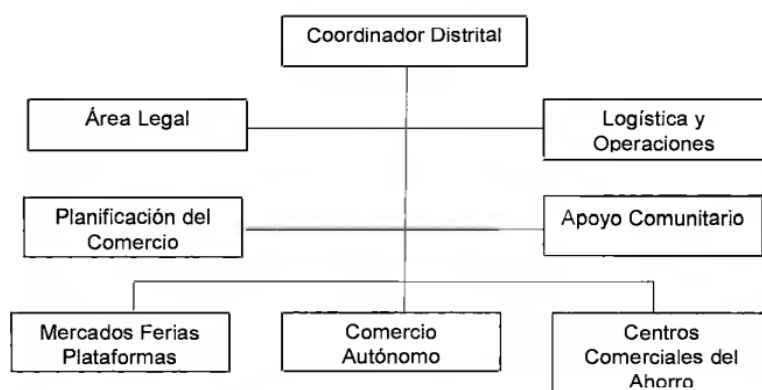 Coordinador Distrital
Área Legal
Logística y
Operaciones
Planificación del
Comercio
Apoyo Comunitario
Mercados Ferias
Plataformas
Comercio
Autónomo
Centros
Comerciales del
Ahorro